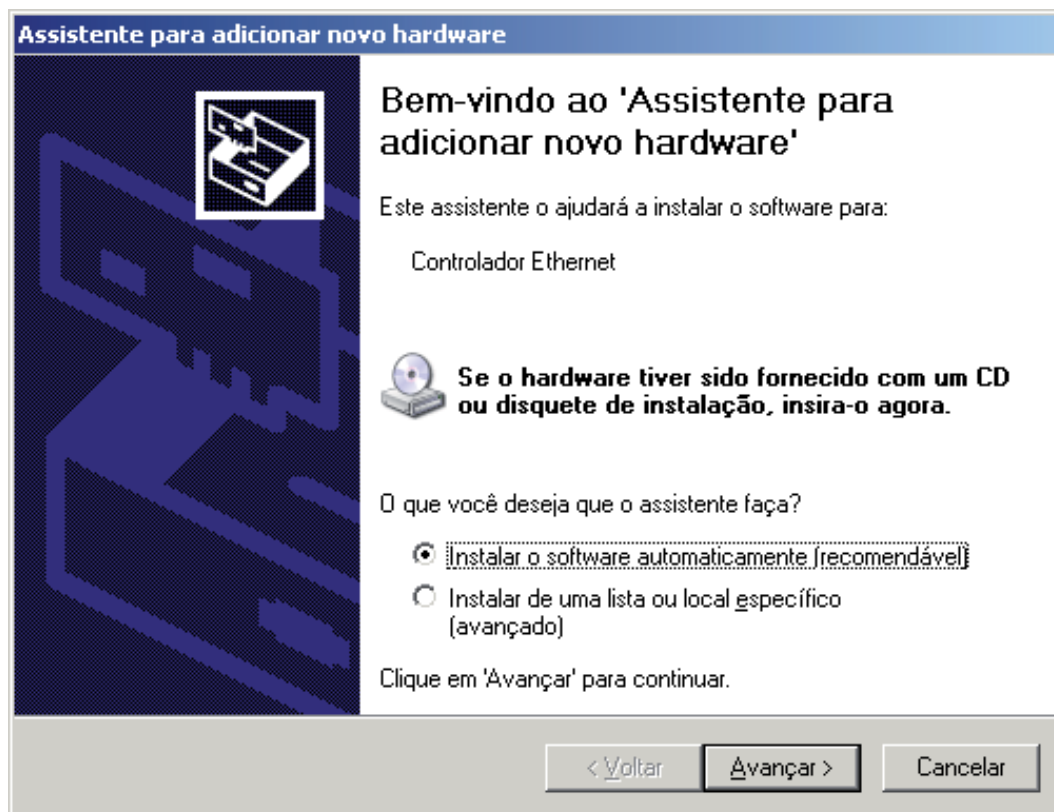 Assistente para adicionar novo hardware
Bem-vindo ao 'Assistente para
adicionar novo hardware'
Este assistente o ajudará a instalar o software para:
Controlador Ethernet
Se o hardware tiver sido fornecido com um CD
ou disquete de instalação, insira-o agora.
O que você deseja que o assistente faça?
Instalar o software automaticamente (recomendável)
Instalar de uma lista ou local específico
(avançado)
Clique em 'Avançar' para continuar.
< Voltar
Avançar >
Cancelar